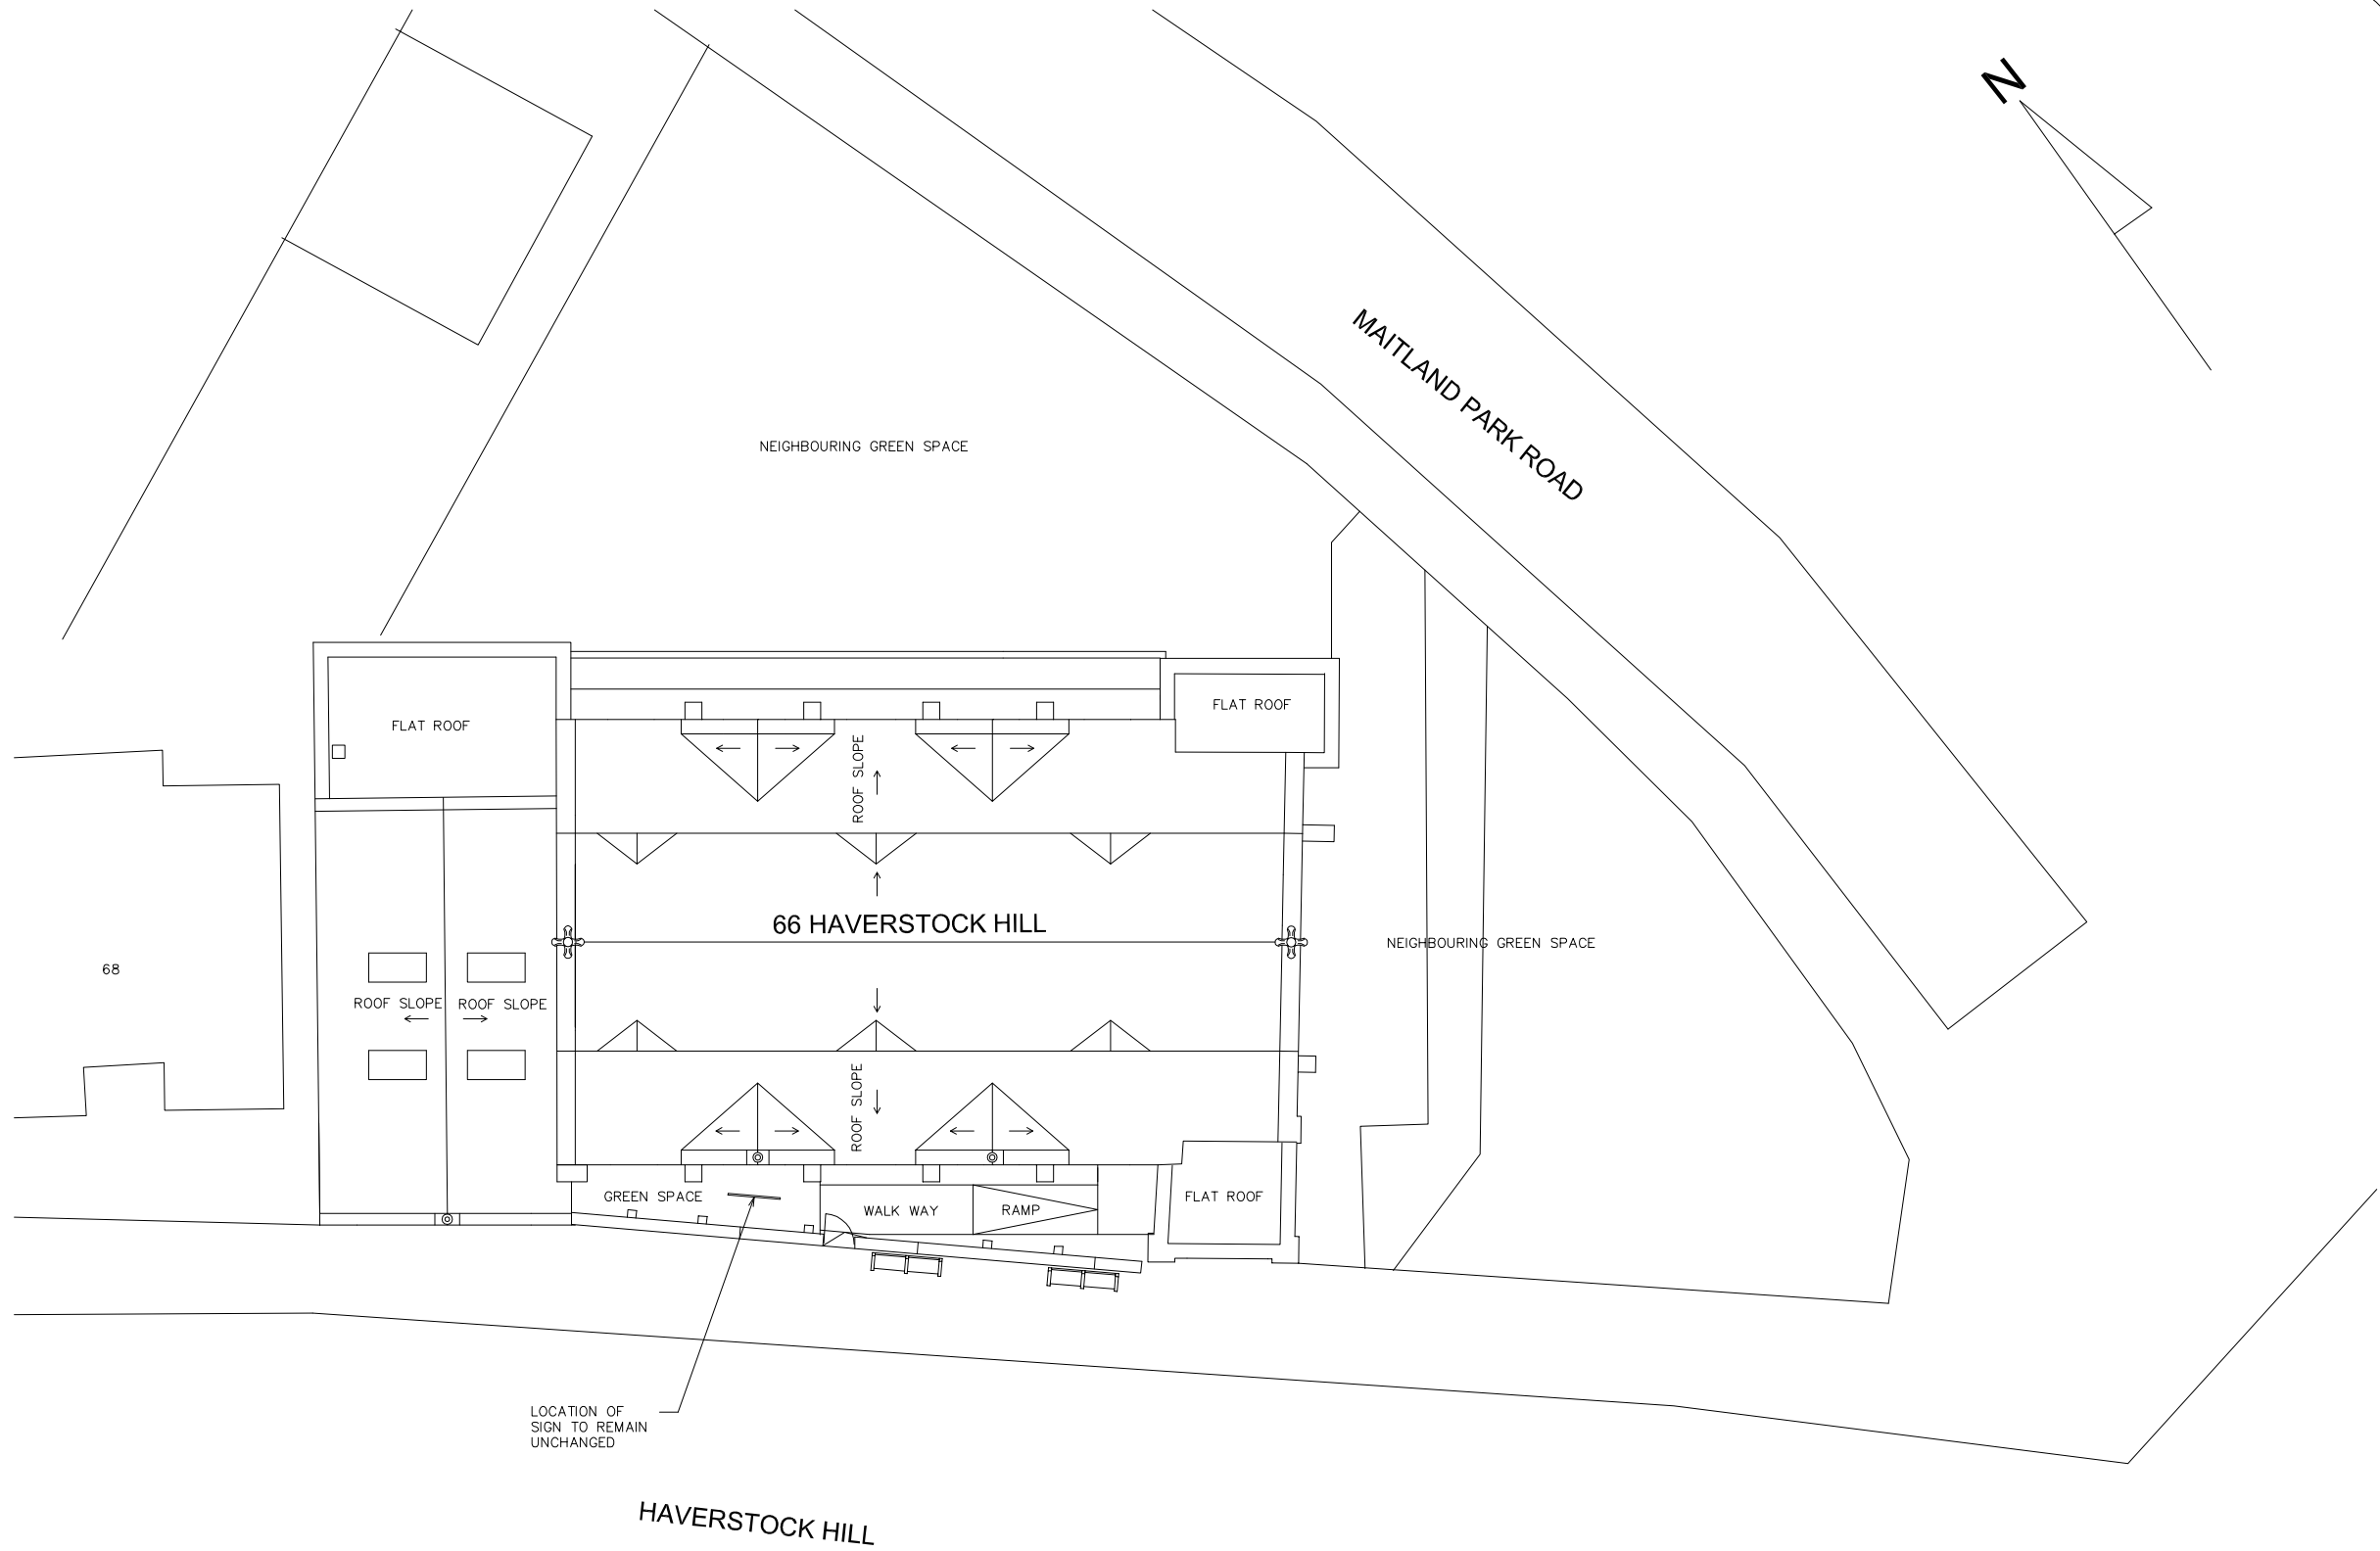 N
MAITLAND PARK ROAD
NEIGHBOURING GREEN SPACE
FLAT ROOF
FLAT ROOF
ROOF SLOPE
66 HAVERSTOCK HILL
NEIGHBOURING GREEN SPACE
68
ROOF SLOPE
ROOF SLOPE
ROOF SLOPE
GREEN SPACE
WALK WAY
RAMP
FLAT ROOF
LOCATION OF
SIGN TO REMAIN
UNCHANGED
HAVERSTOCK HILL